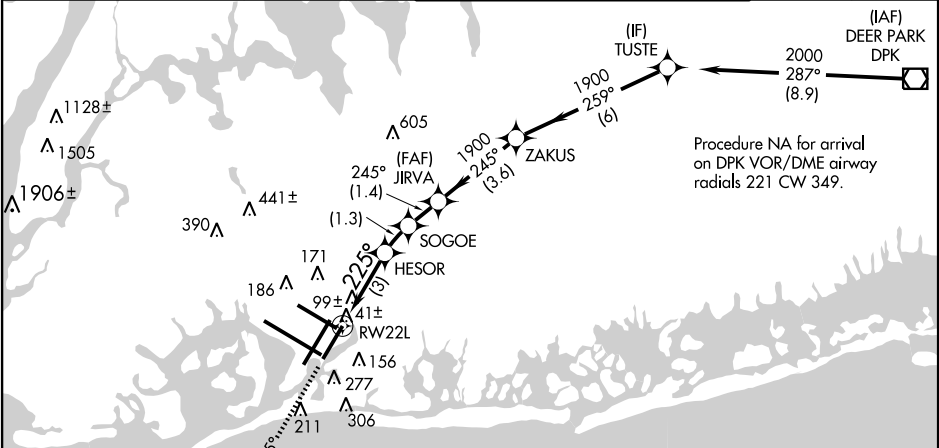 (IAF)
DEER PARK
DPK
(IF)
TUSTE
2000
287°
(8.9)
1900
259°
(6)
1128±
1505
605
1906±
(FAF)
JIRVA
1900
245°
(3.6)
ZAKUS
Procedure NA for arrival
on DPK VOR/DME airway
radials 221 CW 349.
245°
(1.4)
441±
390
(1.3)
SOGOE
HESOR
171
186
225°
(3)
99±
41±
RW22L
156
277
306
211